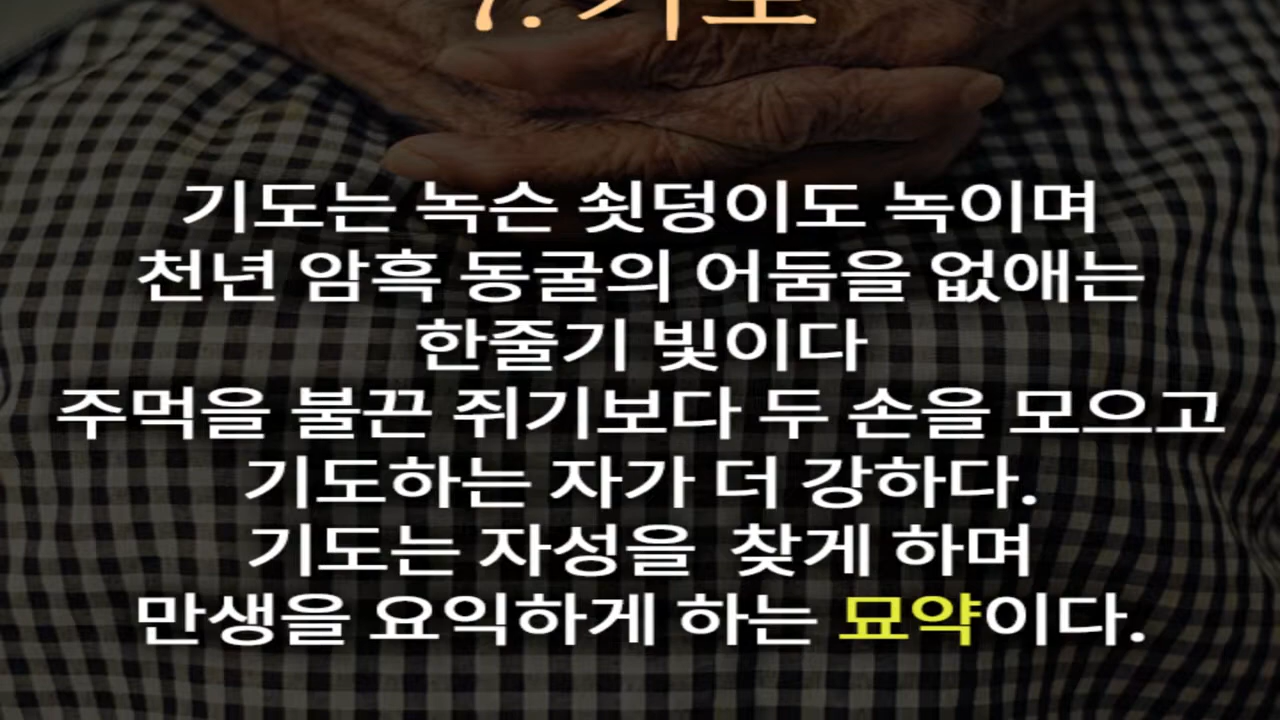 7. 기도
기도는 녹슨 쇳덩이도 녹이며
천년 암흑 동굴의 어둠을 없애는
한줄기 빛이다
주먹을 불끈 쥐기보다 두 손을 모으고
기도하는 자가 더 강하다.
기도는 자성을 찾게 하며
만생을 요익하게 하는 묘약이다.